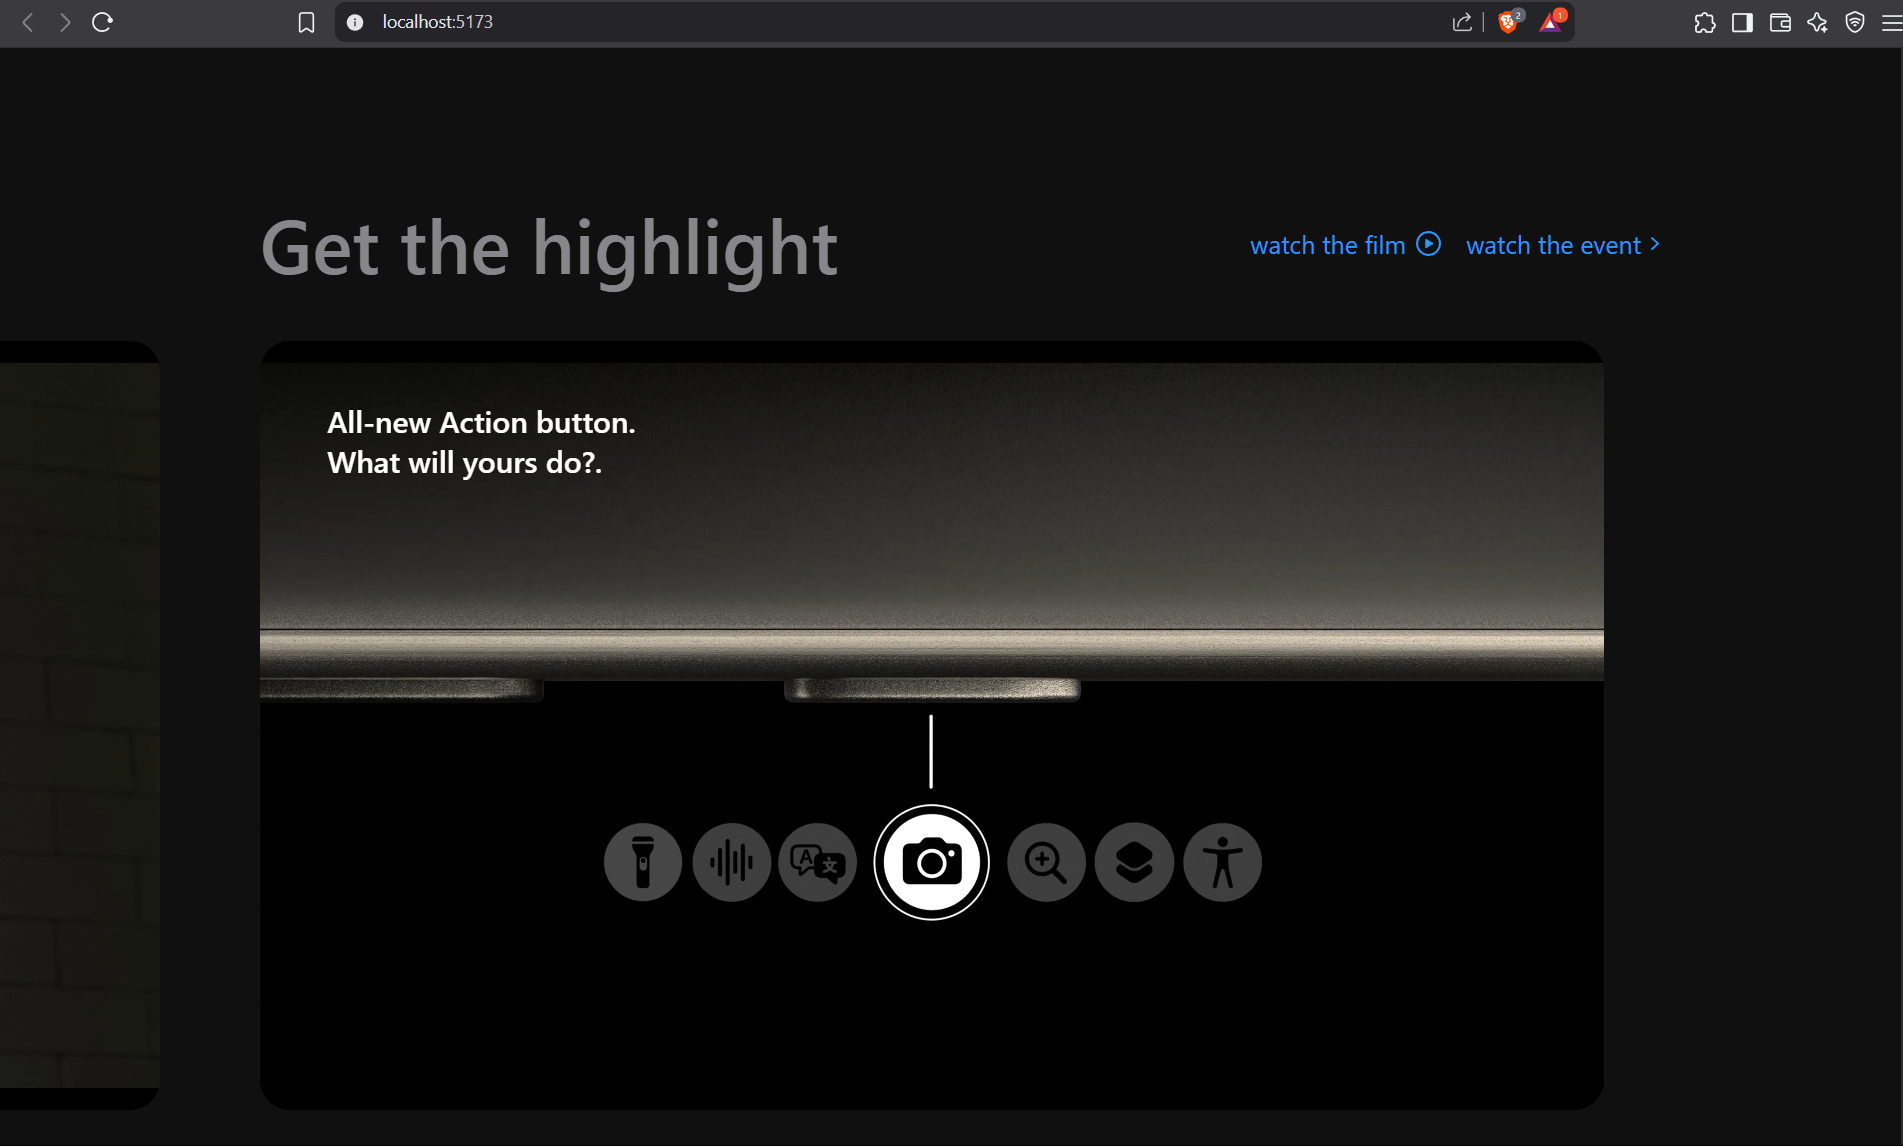 localhost:5173
2
1
Get the highlight
watch the film
watch the event
All-new Action button.
What will yours do?.
A 文